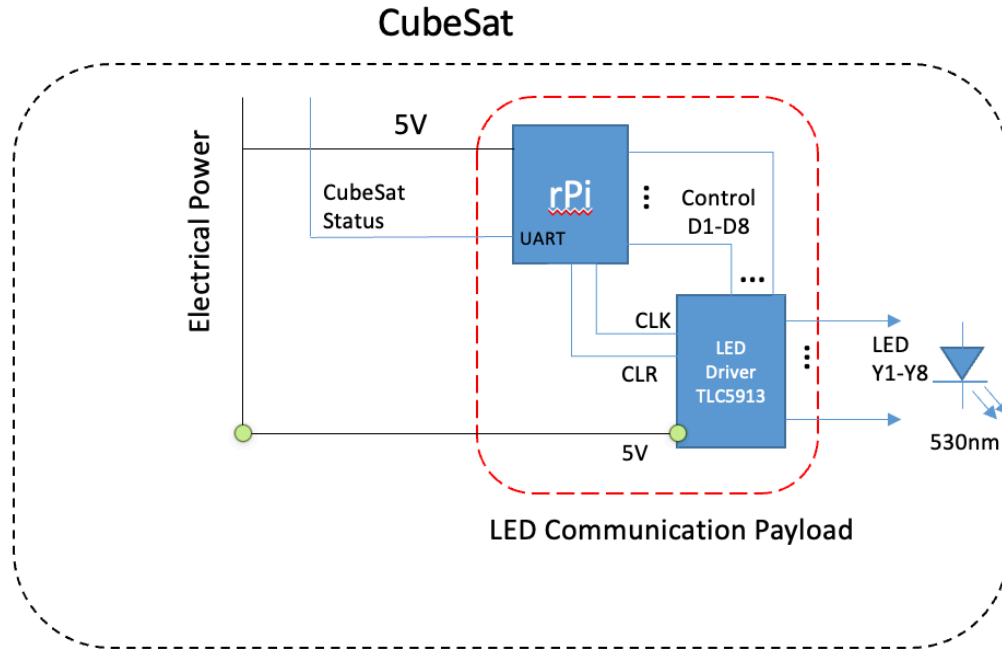 CubeSat
5V
Electrical Power
CubeSat
Status
rPi
UART
Control
D1-D8
CLK
CLR
LED
Driver
TLC5913
5V
LED
Y1-Y8
530nm
LED Communication Payload